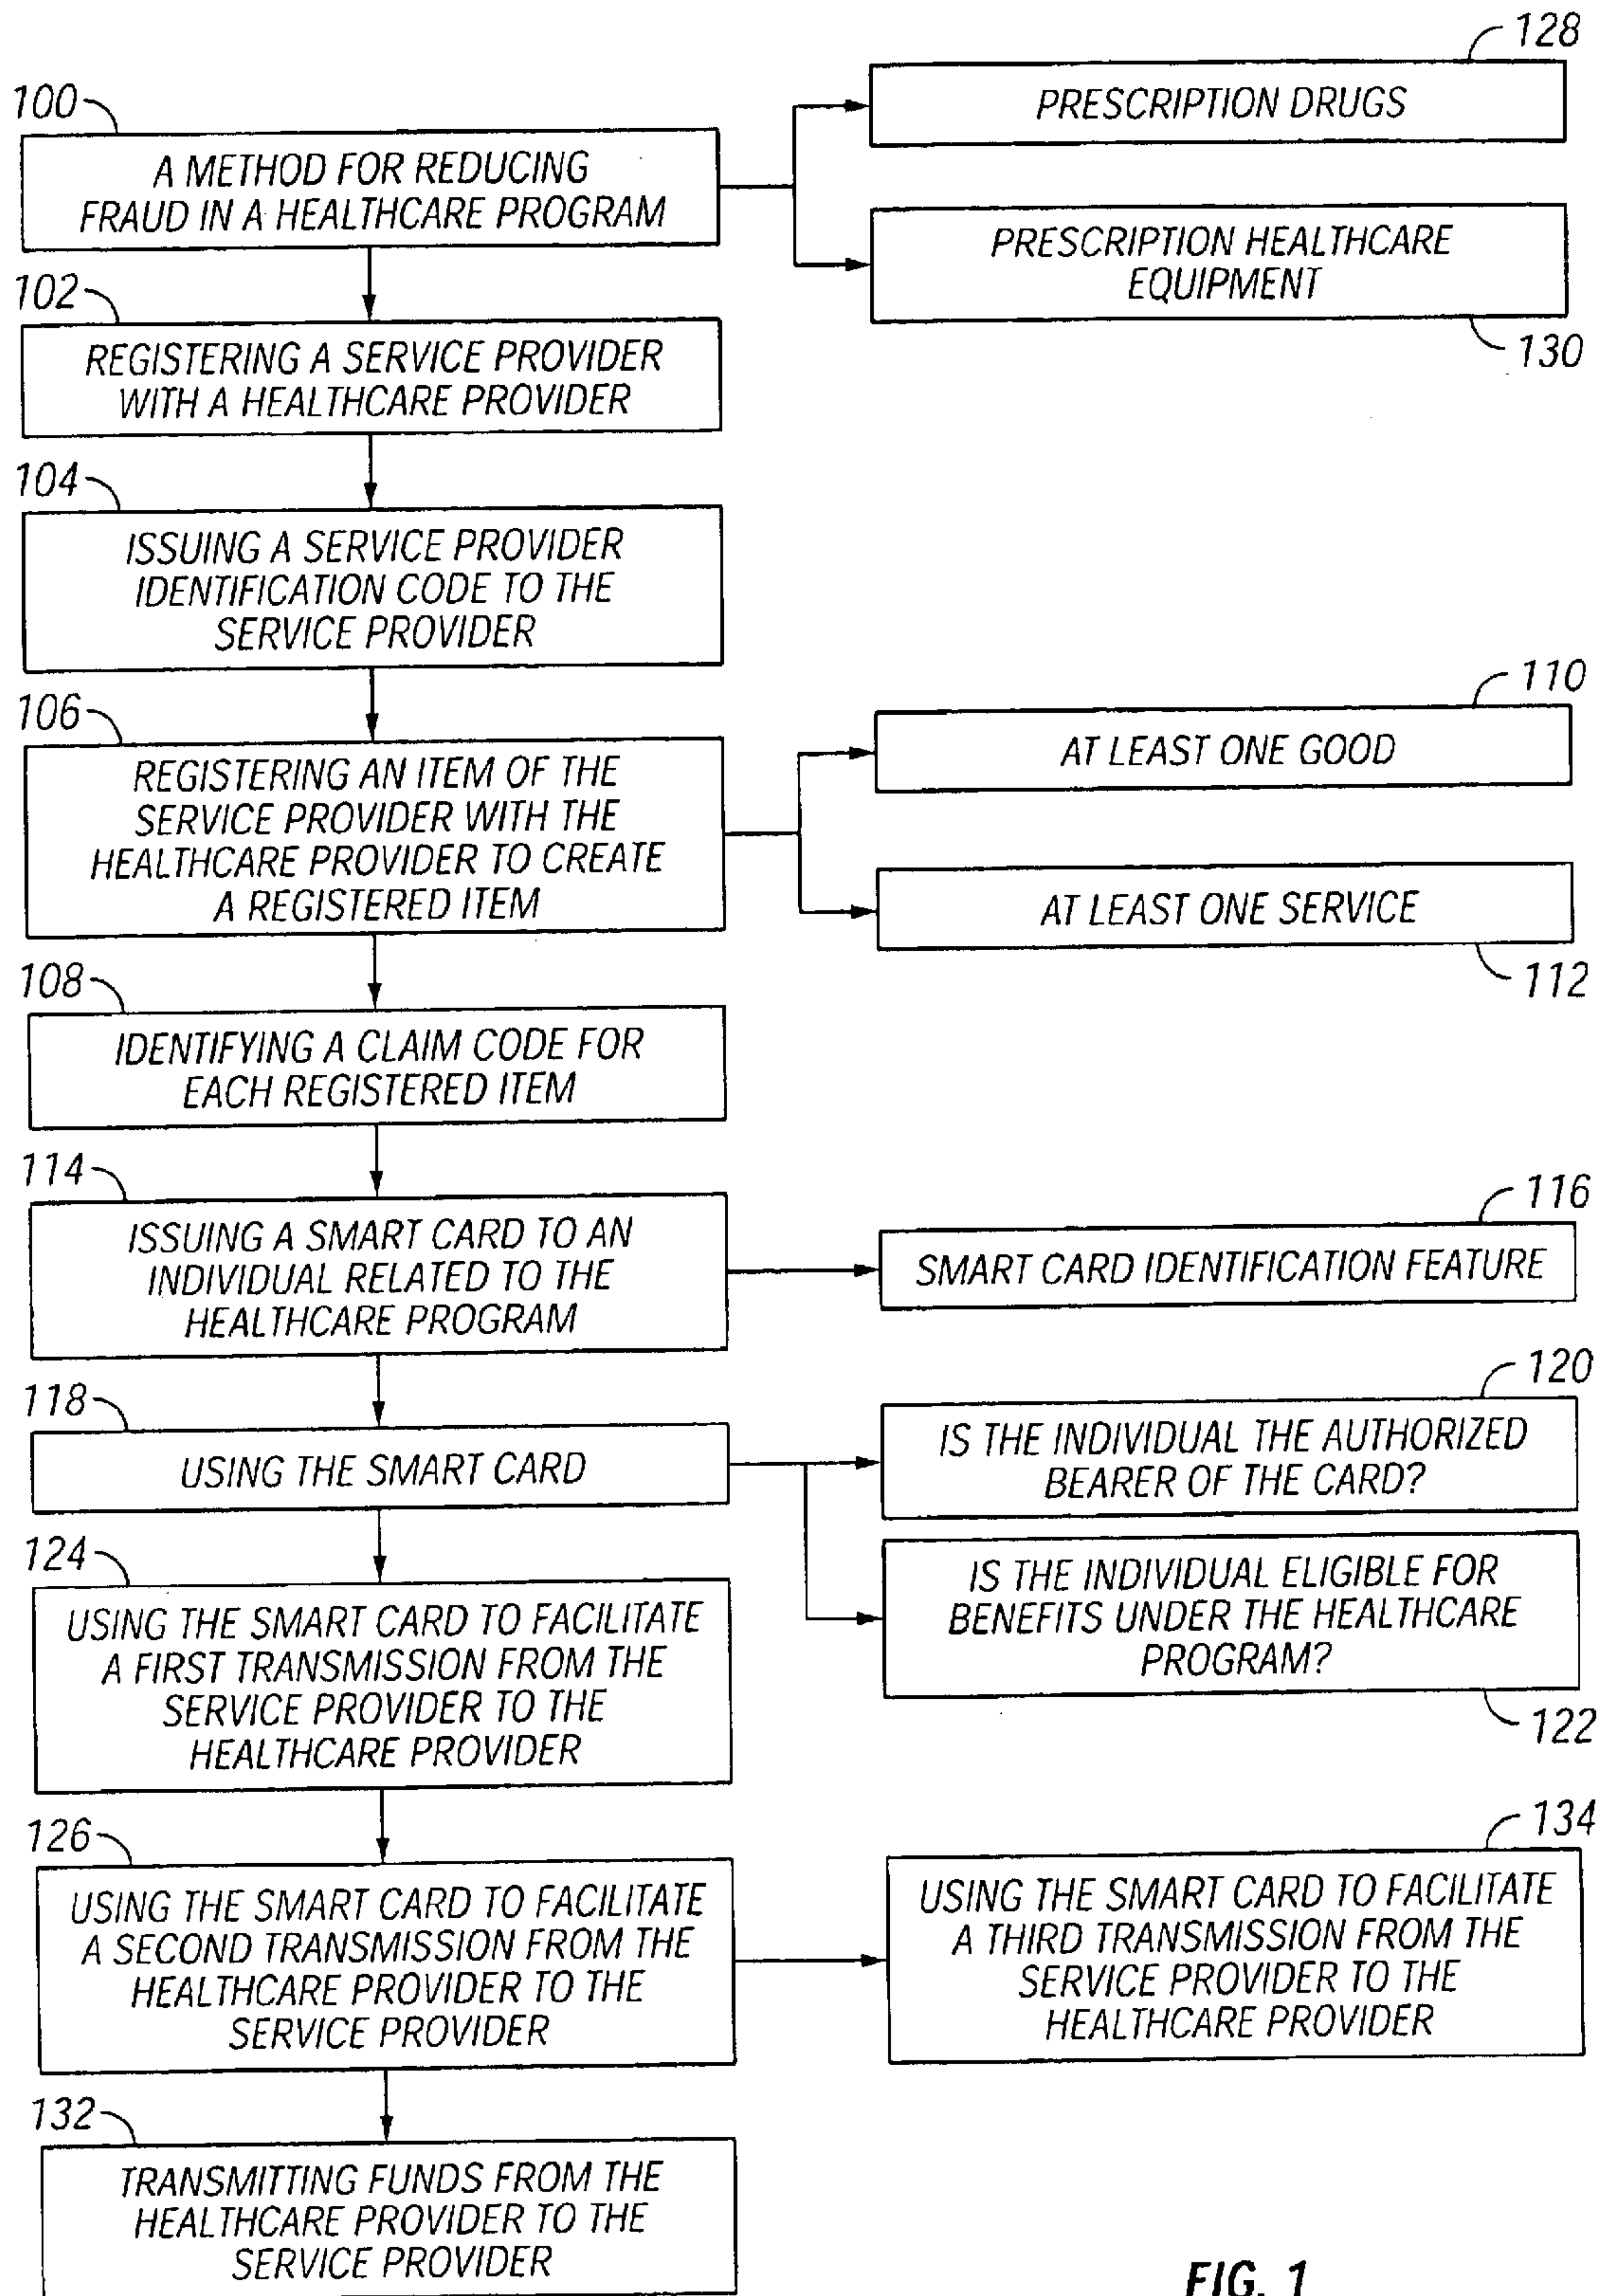 128
PRESCRIPTION DRUGS
100
A METHOD FOR REDUCING
FRAUD IN A HEALTHCARE PROGRAM
PRESCRIPTION HEALTHCARE
EQUIPMENT
130
102
REGISTERING A SERVICE PROVIDER
WITH A HEALTHCARE PROVIDER
104
ISSUING A SERVICE PROVIDER
IDENTIFICATION CODE TO THE
SERVICE PROVIDER
106
REGISTERING AN ITEM OF THE
SERVICE PROVIDER WITH THE
HEALTHCARE PROVIDER TO CREATE
A REGISTERED ITEM
110
AT LEAST ONE GOOD
AT LEAST ONE SERVICE
112
108
IDENTIFYING A CLAIM CODE FOR
EACH REGISTERED ITEM
114
ISSUING A SMART CARD TO AN
INDIVIDUAL RELATED TO THE
HEALTHCARE PROGRAM
116
SMART CARD IDENTIFICATION FEATURE
118
USING THE SMART CARD
120
IS THE INDIVIDUAL THE AUTHORIZED
BEARER OF THE CARD?
IS THE INDIVIDUAL ELIGIBLE FOR
BENEFITS UNDER THE HEALTHCARE
PROGRAM?
122
124
USING THE SMART CARD TO FACILITATE
A FIRST TRANSMISSION FROM THE
SERVICE PROVIDER TO THE
HEALTHCARE PROVIDER
126
USING THE SMART CARD TO FACILITATE
A SECOND TRANSMISSION FROM THE
HEALTHCARE PROVIDER TO THE
SERVICE PROVIDER
134
USING THE SMART CARD TO FACILITATE
A THIRD TRANSMISSION FROM THE
SERVICE PROVIDER TO THE
HEALTHCARE PROVIDER
132
TRANSMITTING FUNDS FROM THE
HEALTHCARE PROVIDER TO THE
SERVICE PROVIDER
FIG. 1